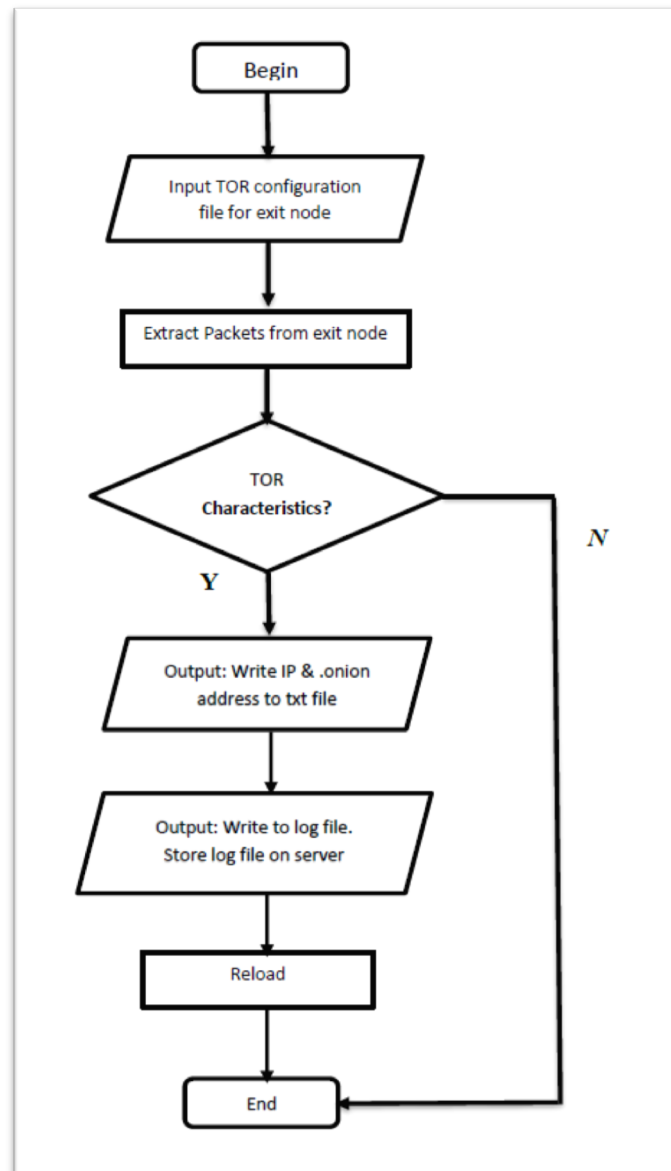 Begin
Input TOR configuration
file for exit node
Extract Packets from exit node
TOR
Characteristics?
N
Y
Output: Write IP & .onion
address to txt file
Output: Write to log file.
Store log file on server
Reload
End